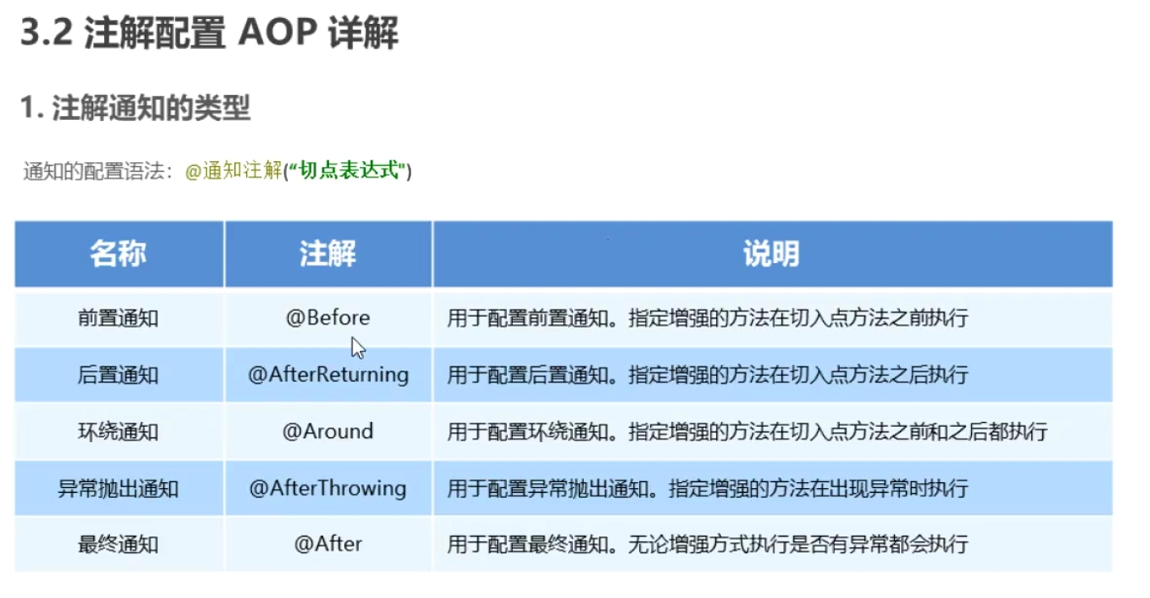 3.2 注解配置 AOP 详解
1. 注解通知的类型
通知的配置语法：@通知注解(“切点表达式")
名称 注解 说明
前置通知 @Before 用于配置前置通知。指定增强的方法在切入点方法之前执行
后置通知 @AfterReturning 用于配置后置通知。指定增强的方法在切入点方法之后执行
环绕通知 @Around 用于配置环绕通知。指定增强的方法在切入点方法之前和之后都执行
异常抛出通知 @AfterThrowing 用于配置异常抛出通知。指定增强的方法在出现异常时执行
最终通知 @After 用于配置最终通知。无论增强方式执行是否有异常都会执行